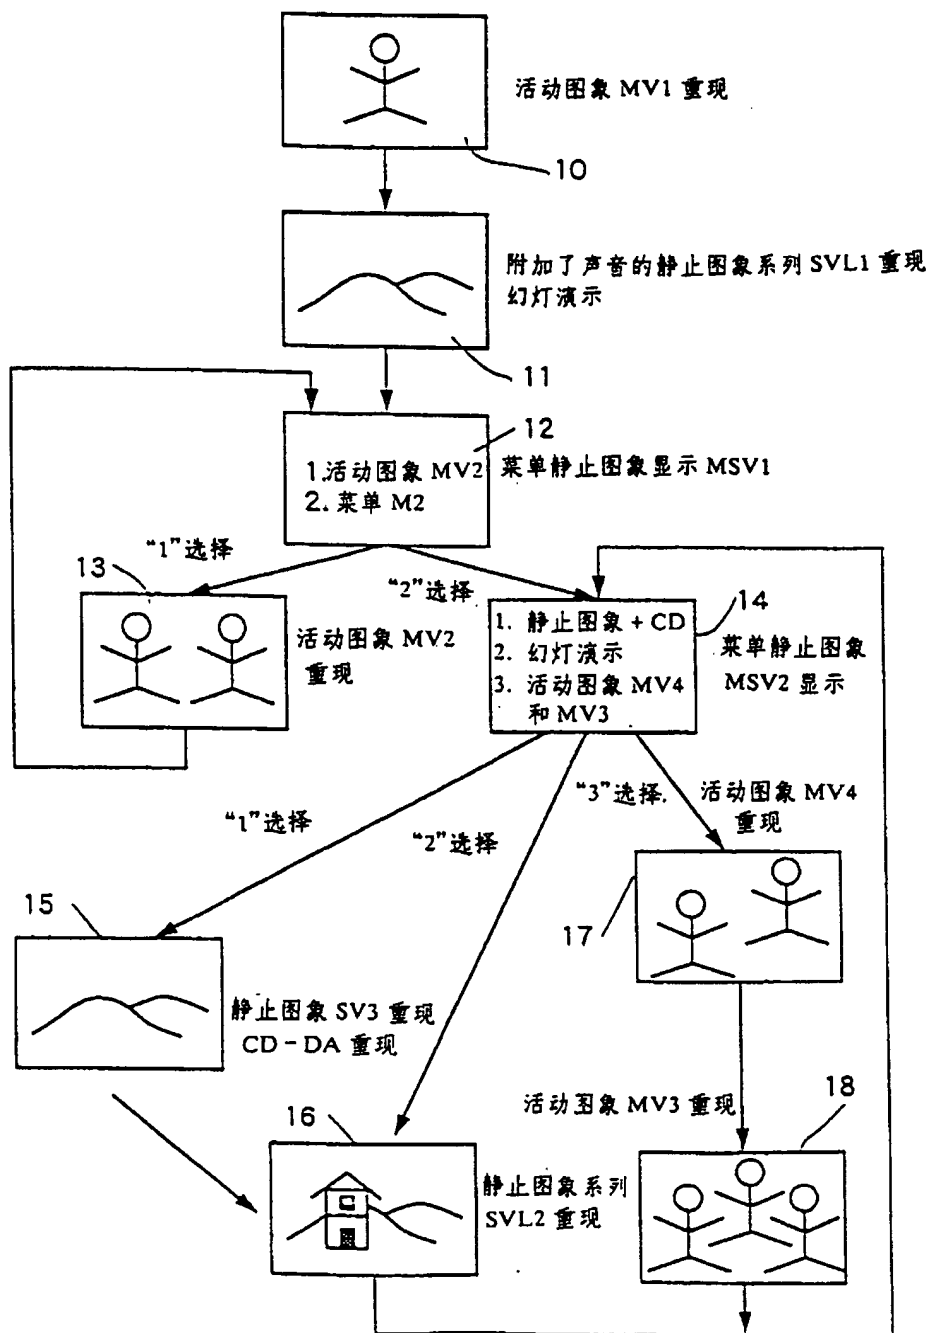 活动图象 MV1 重现
10
附加了声音的静止图象系列 SVL1 重现
幻灯演示
11
12
1.活动图象 MV2
2.菜单 M2
菜单静止图象显示 MSV1
“1”选择
“2”选择
13
活动图象 MV2
重现
14
1. 静止图象 + CD
2. 幻灯演示
3. 活动图象 MV4
和 MV3
菜单静止图象
MSV2 显示
“1”选择
“2”选择
“3”选择.
活动图象 MV4
重现
15
17
静止图象 SV3 重现
CD-DA 重现
活动图象 MV3 重现
18
16
静止图象系列
SVL2 重现